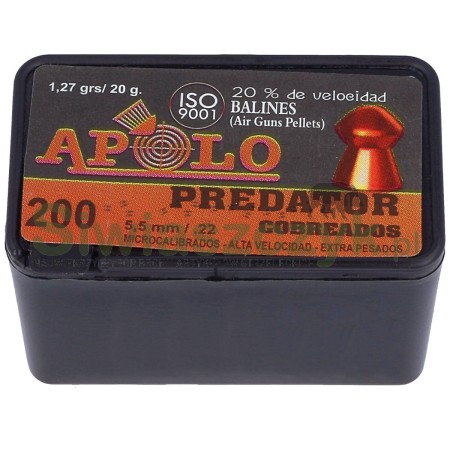 1,27 grs/ 20 g.
ISO
9001
20 % de velocidad
BALINES
(Air Guns Pellets)
APOLO
PREDATOR
200
5,5 mm / .22
COBREADOS
MICROCALIBRADOS - ALTA VELOCIDAD - EXTRA PESADOS